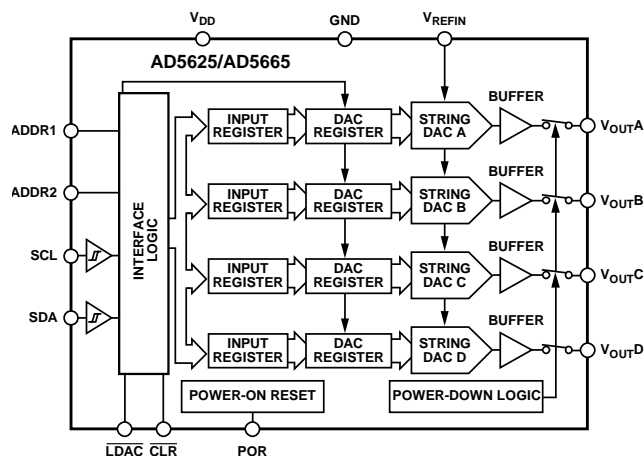 VDD
GND
VREFIN
AD5625/AD5665
BUFFER
ADDR1
INPUT
REGISTER
DAC
REGISTER
STRING
DAC A
VOUTA
BUFFER
ADDR2
INPUT
REGISTER
DAC
REGISTER
STRING
DAC B
VOUTB
INTERFACE
LOGIC
BUFFER
SCL
INPUT
REGISTER
DAC
REGISTER
STRING
DAC C
VOUTC
BUFFER
SDA
INPUT
REGISTER
DAC
REGISTER
STRING
DAC D
VOUTD
POWER-ON RESET
POWER-DOWN LOGIC
LDAC
CLR
POR